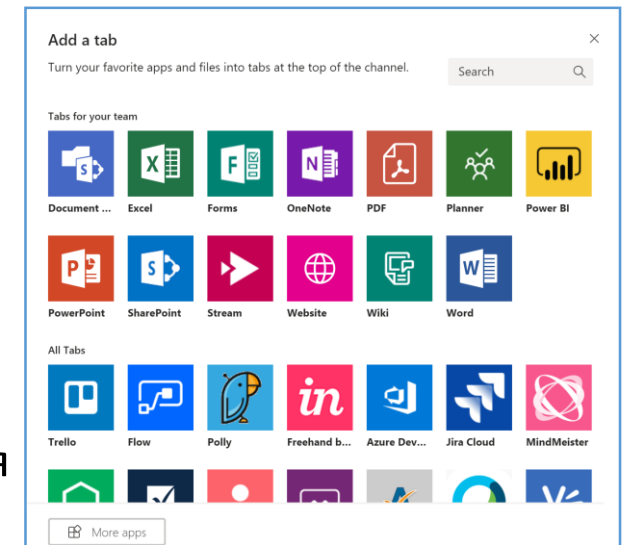 Add a tab
Turn your favorite apps and files into tabs at the top of the channel.
Search
Tabs for your team
Document ...
Excel
Forms
OneNote
PDF
Planner
Power BI
PowerPoint
SharePoint
Stream
Website
Wiki
Word
All Tabs
Trello
Flow
Polly
Freehand b...
Azure Dev...
Jira Cloud
MindMeister
More apps